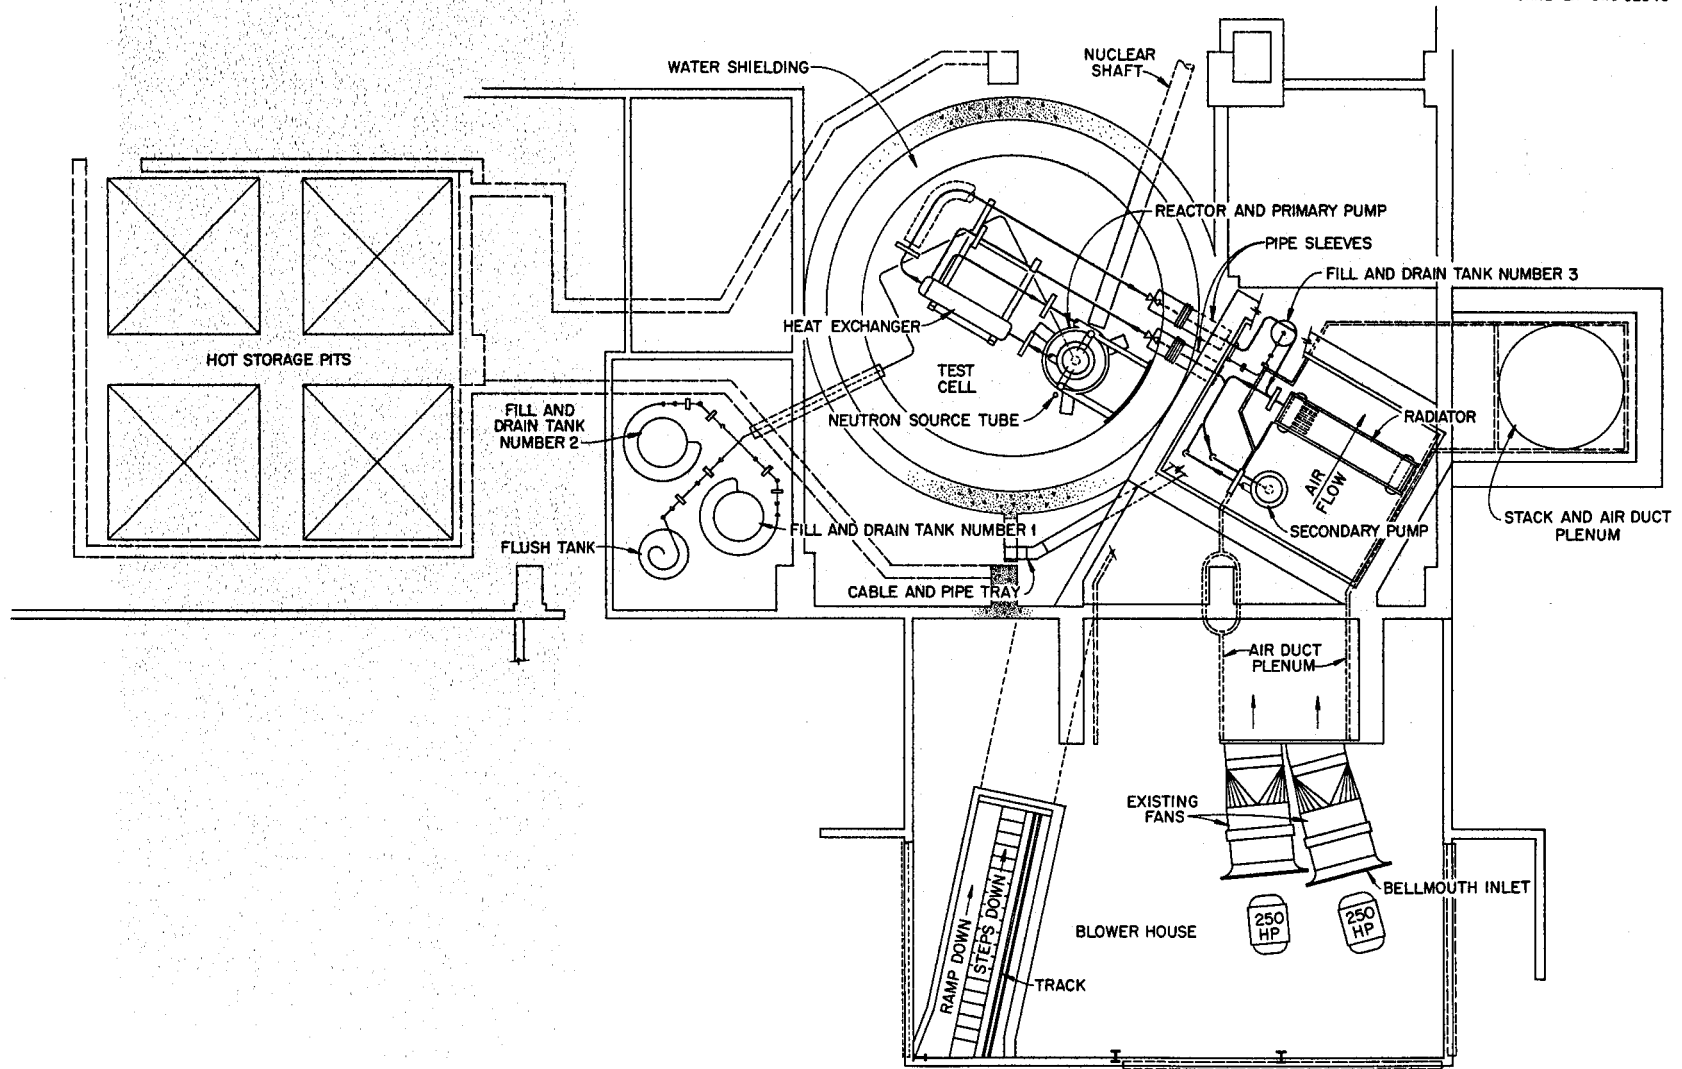 WATER SHIELDING
NUCLEAR
SHAFT
REACTOR AND PRIMARY PUMP
PIPE SLEEVES
FILL AND DRAIN TANK NUMBER 3
HEAT EXCHANGER
HOT STORAGE PITS
TEST
CELL
FILL AND
DRAIN TANK
NUMBER 2
NEUTRON SOURCE TUBE
RADIATOR
AIR
FLOW
FILL AND DRAIN TANK NUMBER 1
SECONDARY PUMP
STACK AND AIR DUCT
PLENUM
FLUSH TANK
CABLE AND PIPE TRAY
AIR DUCT
PLENUM
EXISTING
FANS
BELLMOUTH INLET
250
HP
250
HP
BLOWER HOUSE
RAMP DOWN
STEPS DOWN
TRACK